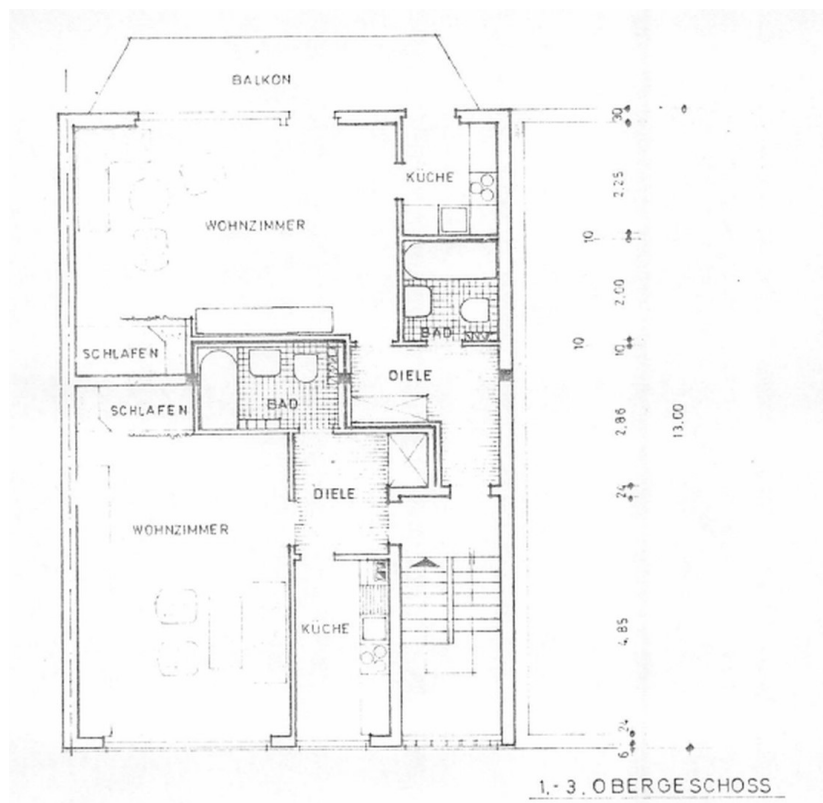 BALKON
30
KÜCHE
2.25
WOHNZIMMER
10
2.00
BAD
SCHLAFEN
10
10
DIELE
BAD
SCHLAFEN
2.86
13.00
DIELE
24
WOHNZIMMER
KÜCHE
4.85
24
6
1.-3. OBERGESCHOSS